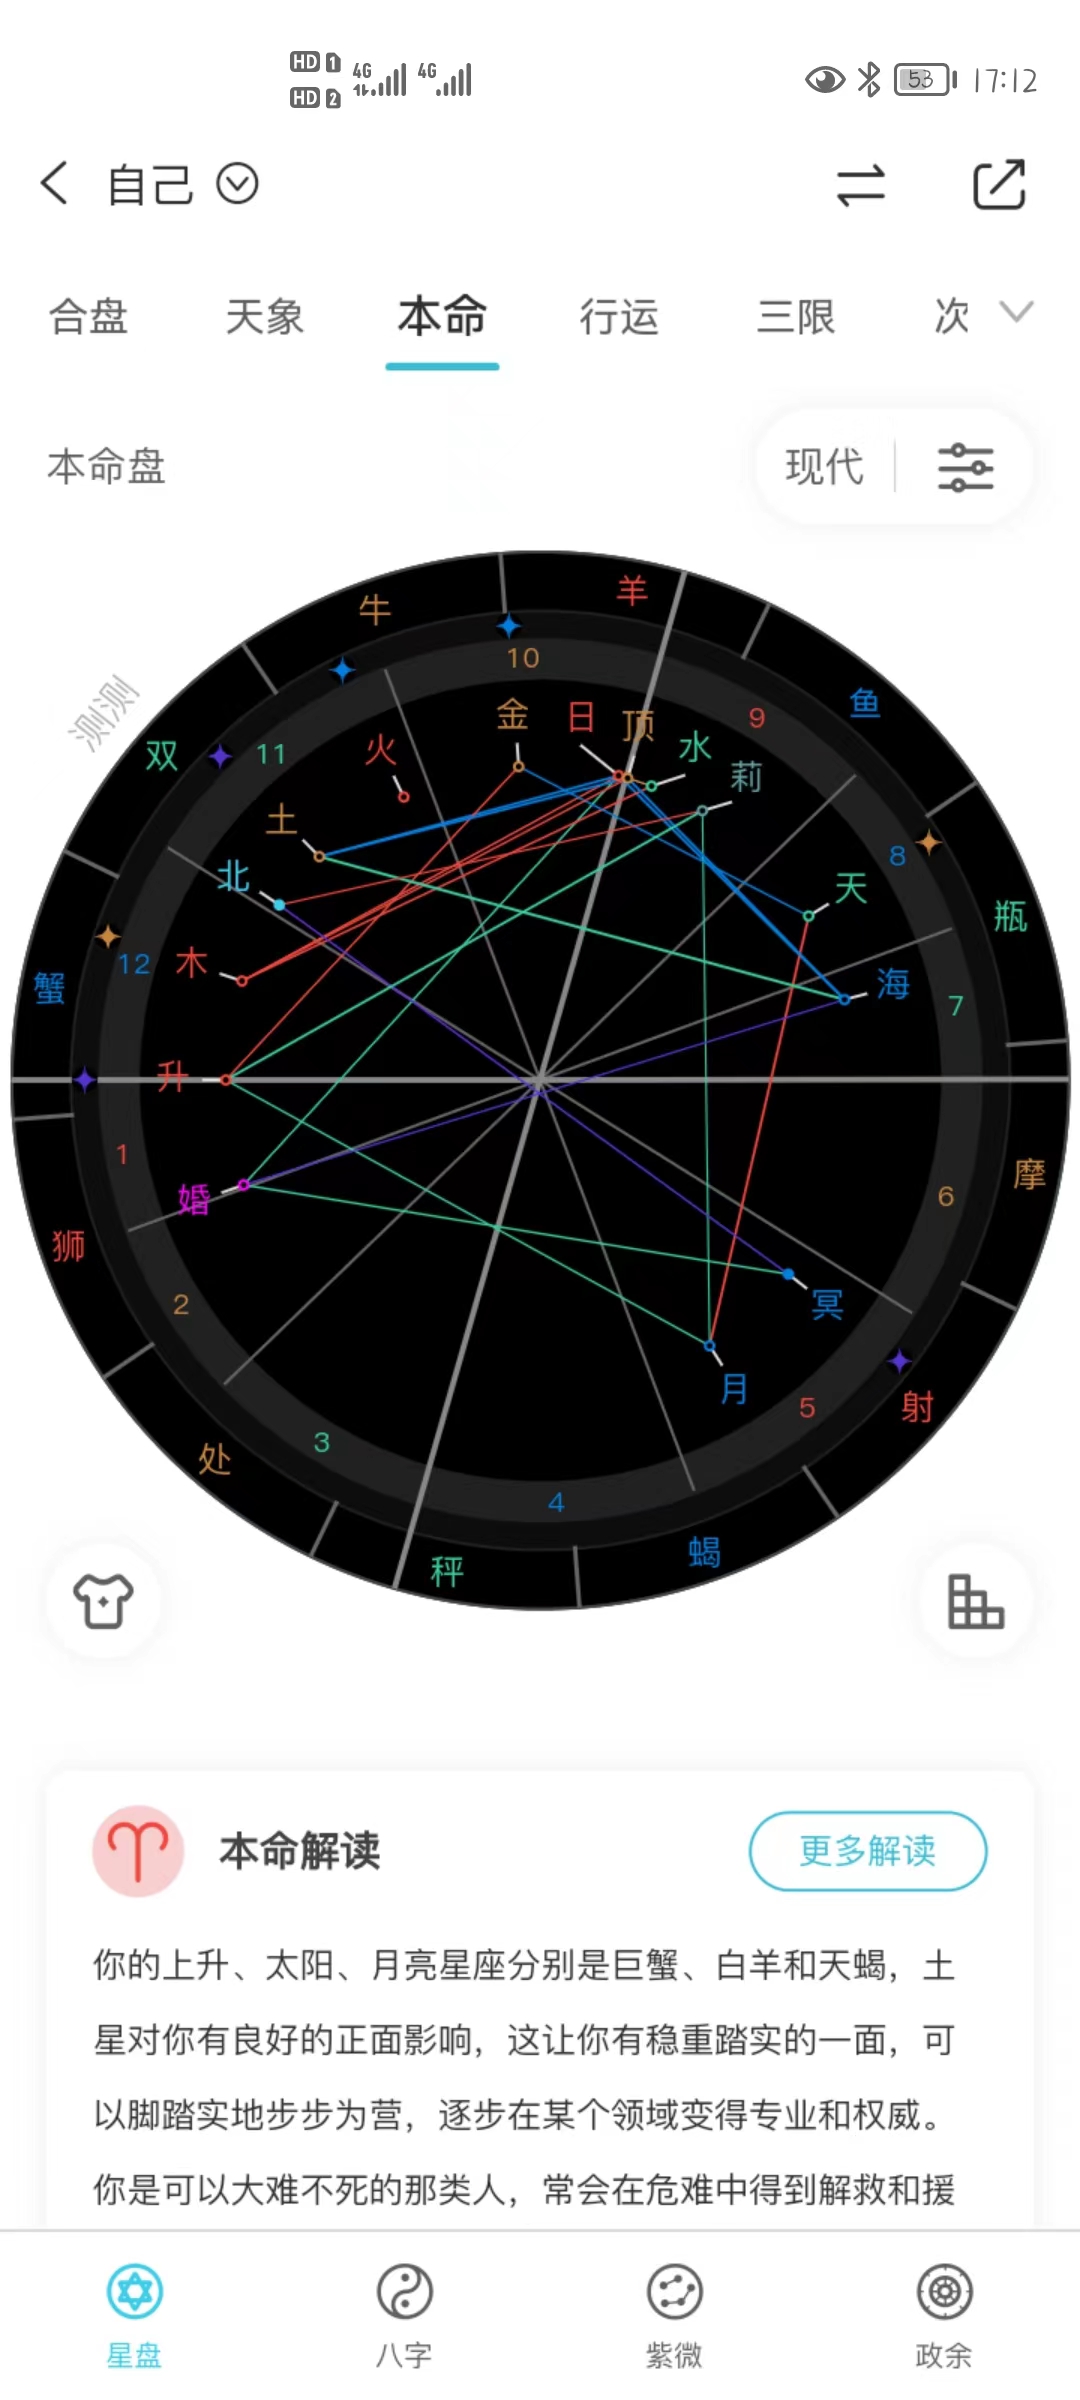 HD 1 4G 4G 53 17:12
HD 2
自己
合盘 天象 本命 行运 三限 次
本命盘 现代
羊
牛
10
鱼
测测
金 日 顶
9
双 11 火 水
莉
土
8
北 天
瓶
12 木
蟹 海
7
升
1 摩
婚 6
狮
2 冥
月
5 射
3
处
4
秤 蝎
本命解读 更多解读
你的上升、太阳、月亮星座分别是巨蟹、白羊和天蝎，土
星对你有良好的正面影响，这让你有稳重踏实的一面，可
以脚踏实地步步为营，逐步在某个领域变得专业和权威。
你是可以大难不死的那类人，常会在危难中得到解救和援
星盘 八字 紫微 政余